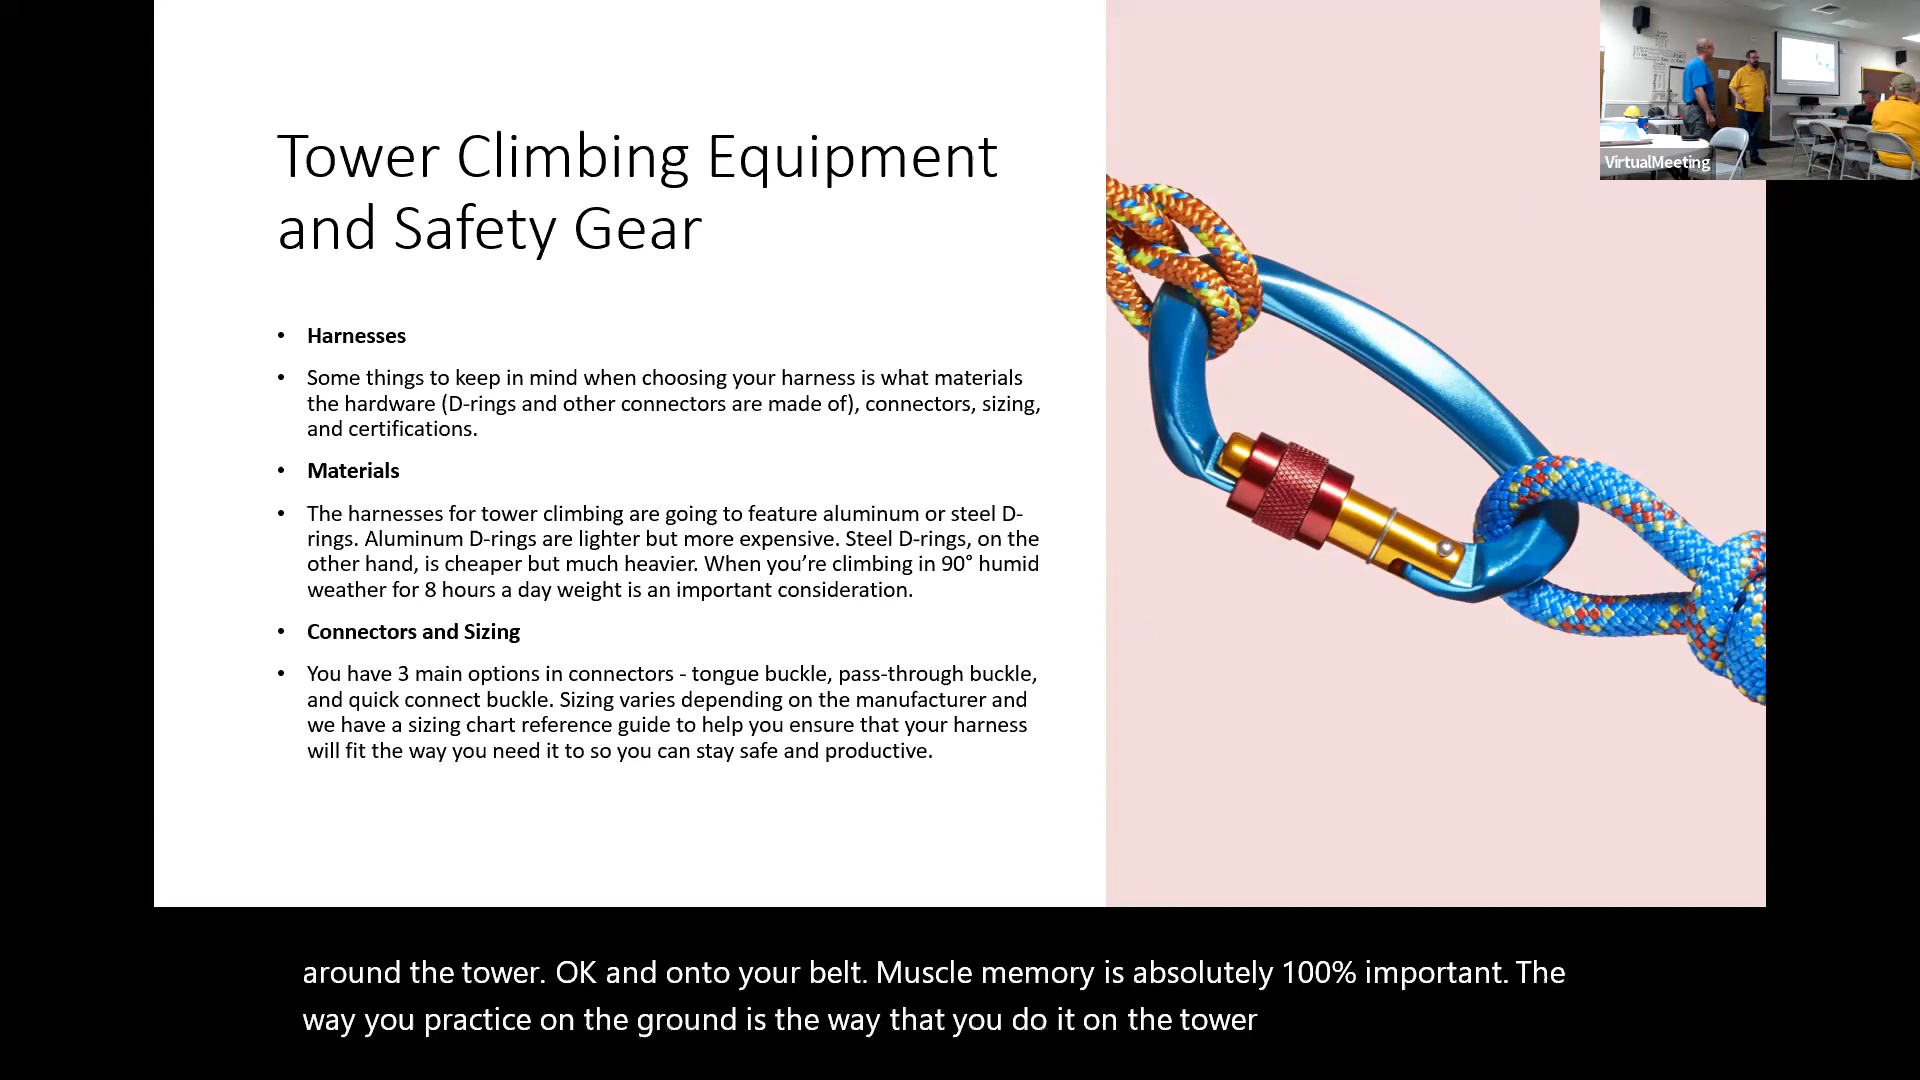 Tower Climbing Equipment
and Safety Gear
• Harnesses
• Some things to keep in mind when choosing your harness is what materials
the hardware (D-rings and other connectors are made of), connectors, sizing,
and certifications.
• Materials
• The harnesses for tower climbing are going to feature aluminum or steel D-
rings. Aluminum D-rings are lighter but more expensive. Steel D-rings, on the
other hand, is cheaper but much heavier. When you’re climbing in 90° humid
weather for 8 hours a day weight is an important consideration.
• Connectors and Sizing
• You have 3 main options in connectors - tongue buckle, pass-through buckle,
and quick connect buckle. Sizing varies depending on the manufacturer and
we have a sizing chart reference guide to help you ensure that your harness
will fit the way you need it to so you can stay safe and productive.
VirtualMeeting
around the tower. OK and onto your belt. Muscle memory is absolutely 100% important. The
way you practice on the ground is the way that you do it on the tower